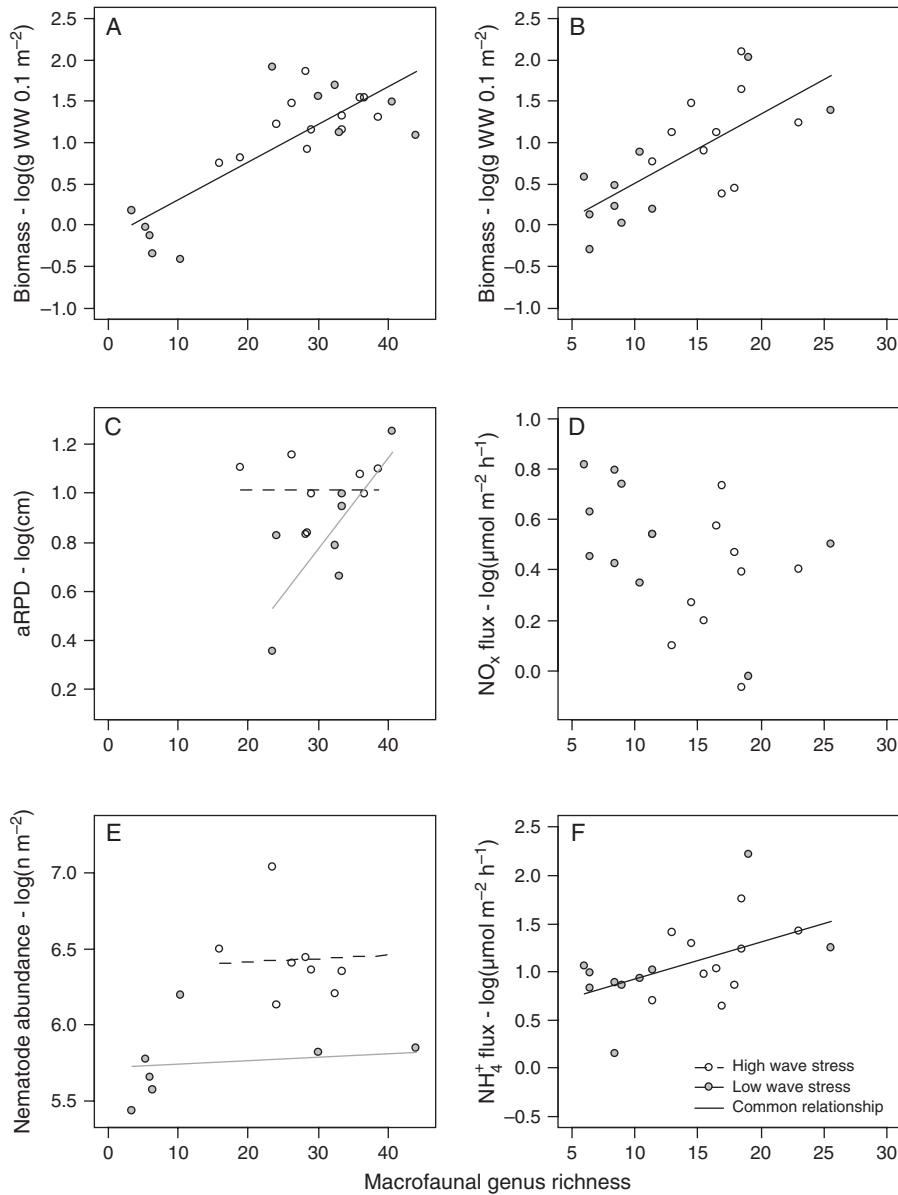 A
Biomass - log(g WW 0.1 m⁻²)
2.5
2.0
1.5
1.0
0.5
0.0
−0.5
−1.0
0 10 20 30 40
B
Biomass - log(g WW 0.1 m⁻²)
2.5
2.0
1.5
1.0
0.5
0.0
−0.5
−1.0
5 10 15 20 25 30
C
aRPD - log(cm)
1.2
1.0
0.8
0.6
0.4
0.2
0 10 20 30 40
D
NOₓ flux - log(µmol m⁻² h⁻¹)
1.0
0.8
0.6
0.4
0.2
0.0
5 10 15 20 25 30
E
Nematode abundance - log(n m⁻²)
7.0
6.5
6.0
5.5
0 10 20 30 40
F
NH₄⁺ flux - log(µmol m⁻² h⁻¹)
2.5
2.0
1.5
1.0
0.5
0.0
−0.5
High wave stress
Low wave stress
Common relationship
5 10 15 20 25 30
Macrofaunal genus richness